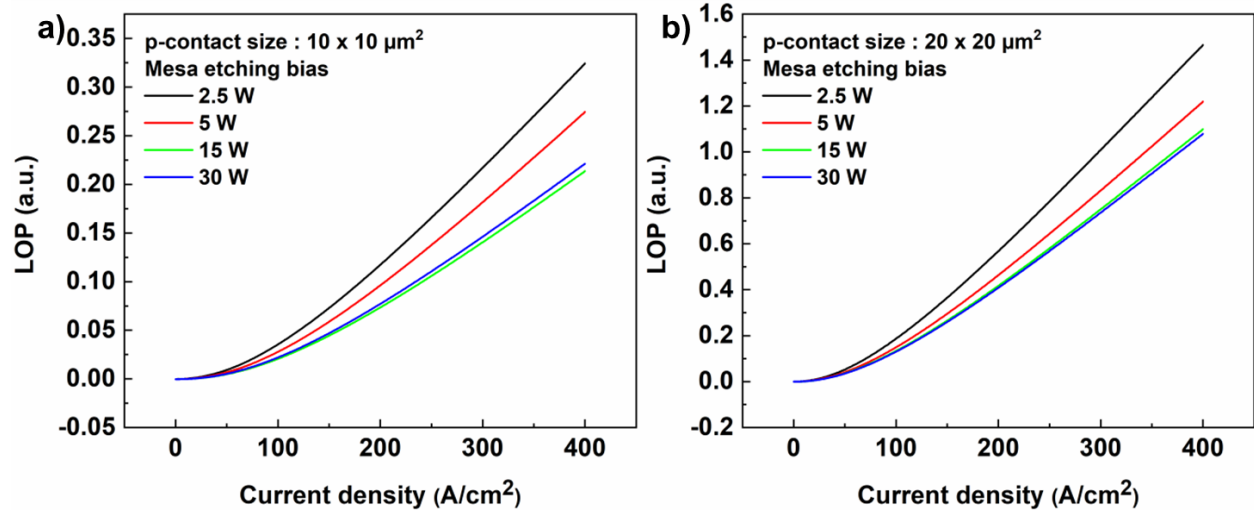 a)
p-contact size : 10 x 10 µm²
Mesa etching bias
2.5 W
5 W
15 W
30 W
LOP (a.u.)
0.35
0.30
0.25
0.20
0.15
0.10
0.05
0.00
-0.05
0 100 200 300 400
Current density (A/cm²)
b)
p-contact size : 20 x 20 µm²
Mesa etching bias
2.5 W
5 W
15 W
30 W
LOP (a.u.)
1.6
1.4
1.2
1.0
0.8
0.6
0.4
0.2
0.0
-0.2
0 100 200 300 400
Current density (A/cm²)